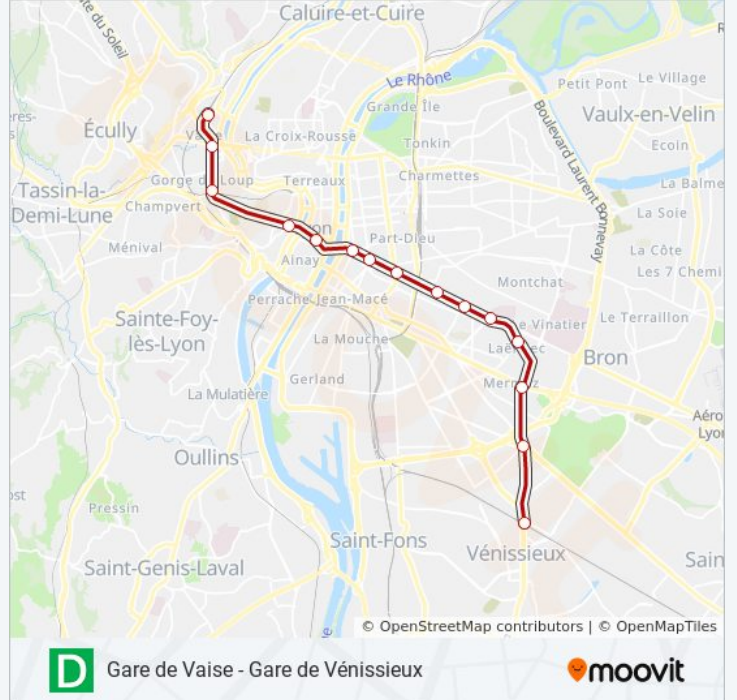 Caluire-et-Cuire
te du Soleil
Le Rhône
Petit Pont
Le Village
Grande Île
Boulevard Laurent Bonnevay
Vaulx-en-Velin
Écully
La Croix-Rousse
Tonkin
Ecoin
Gorge de Loup
Terreaux
Charmettes
La Balme
Tassin-la-
Demi-Lune
Champvert
La Soie
Part-Dieu
Ménival
Ainay
La Côte
Les 7 Chemi
Montchat
Perrache
Jean-Macé
Sainte-Foy-
lès-Lyon
Le Vinatier
Le Terraillon
La Mouche
Laënnec
Bron
Gerland
Mermoz
La Mulatière
Aéro
Lyon
Oullins
Pressin
Saint-Fons
Vénissieux
Saint-Genis-Laval
Sain
© OpenStreetMap contributors | © OpenMapTiles
D Gare de Vaise - Gare de Vénissieux
moovit